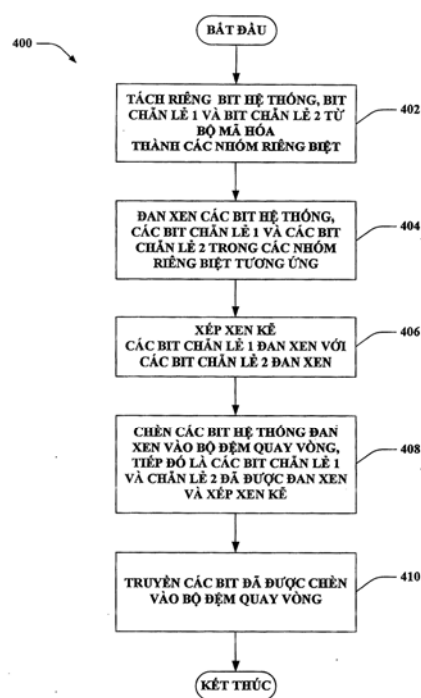 BẮT ĐẦU
400
TÁCH RIÊNG BIT HỆ THỐNG, BIT
CHẴN LẺ 1 VÀ BIT CHẴN LẺ 2 TỪ
BỘ MÃ HÓA
THÀNH CÁC NHÓM RIÊNG BIỆT
402
ĐAN XEN CÁC BIT HỆ THỐNG,
CÁC BIT CHẴN LẺ 1 VÀ CÁC BIT
CHẴN LẺ 2 TRONG CÁC NHÓM
RIÊNG BIỆT TƯƠNG ỨNG
404
XẾP XEN KẼ
CÁC BIT CHẴN LẺ 1 ĐAN XEN VỚI
CÁC BIT CHẴN LẺ 2 ĐAN XEN
406
CHÈN CÁC BIT HỆ THỐNG ĐAN
XEN VÀO BỘ ĐỆM QUAY VÒNG,
TIẾP ĐÓ LÀ CÁC BIT CHẴN LẺ 1
VÀ CHẴN LẺ 2 ĐÃ ĐƯỢC ĐAN XEN
VÀ XẾP XEN KẼ
408
TRUYỀN CÁC BIT ĐÃ ĐƯỢC CHÈN
VÀO BỘ ĐỆM QUAY VÒNG
410
KẾT THÚC